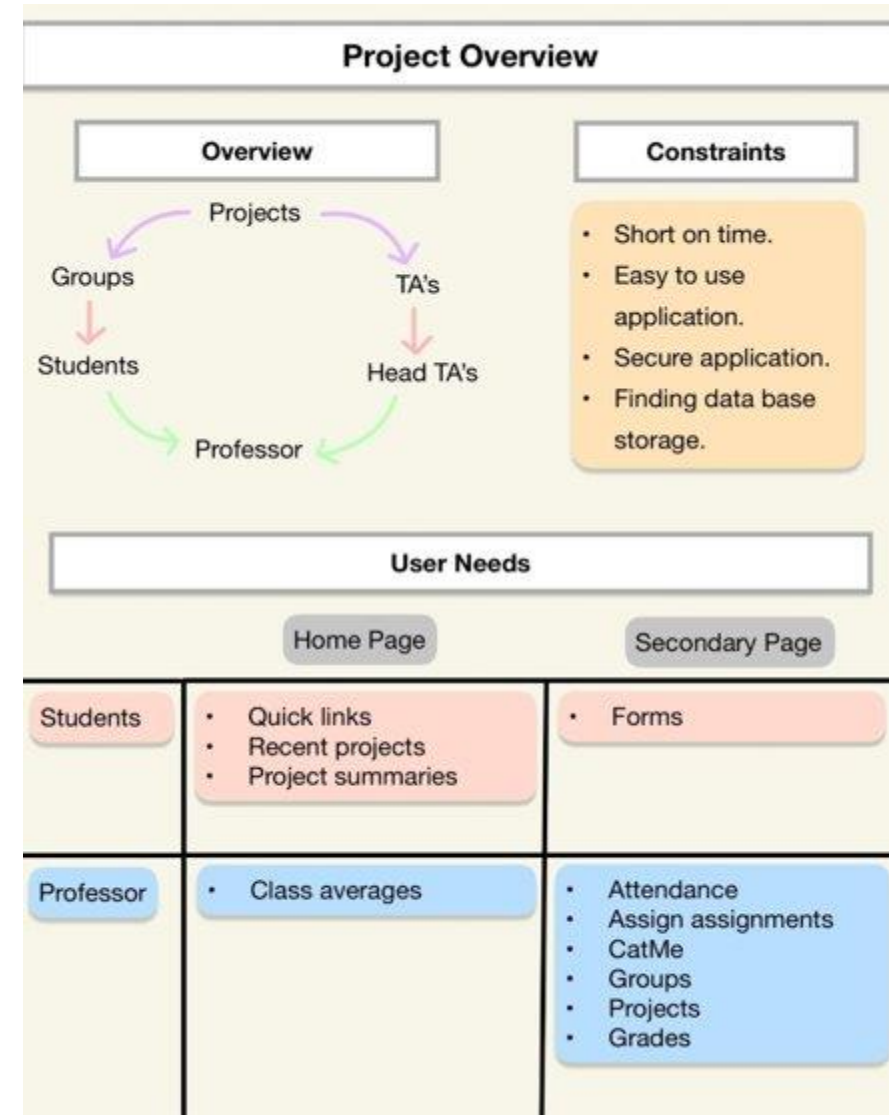 Project Overview
Overview
Constraints
Projects
Groups
TA's
Students
Head TA's
Professor
• Short on time.
• Easy to use
application.
• Secure application.
• Finding data base
storage.
User Needs
Home Page
Secondary Page
Students
• Quick links
• Recent projects
• Project summaries
• Forms
Professor
• Class averages
• Attendance
• Assign assignments
• CatMe
• Groups
• Projects
• Grades